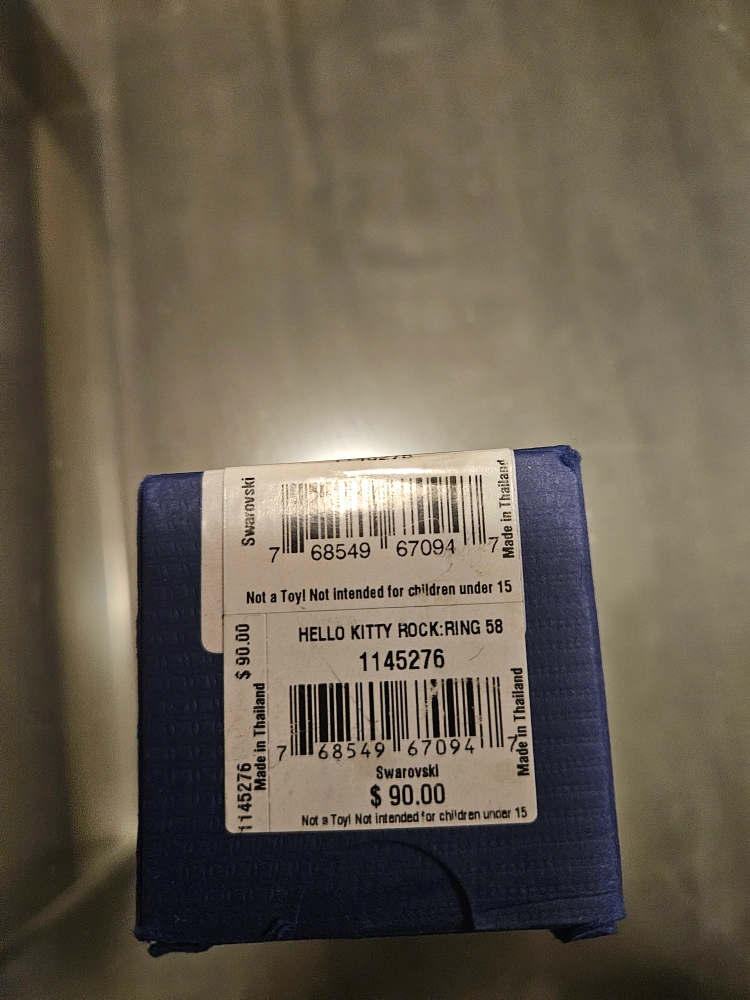 1145276
Swarovski
7 68549 67094 7
Made in Thailand
Not a Toy! Not intended for children under 15
$ 90.00
HELLO KITTY ROCK:RING 58
1145276
1145276
Made in Thailand
7 68549 67094 7
Made in Thailand
Swarovski
$ 90.00
Not a Toy! Not intended for children under 15